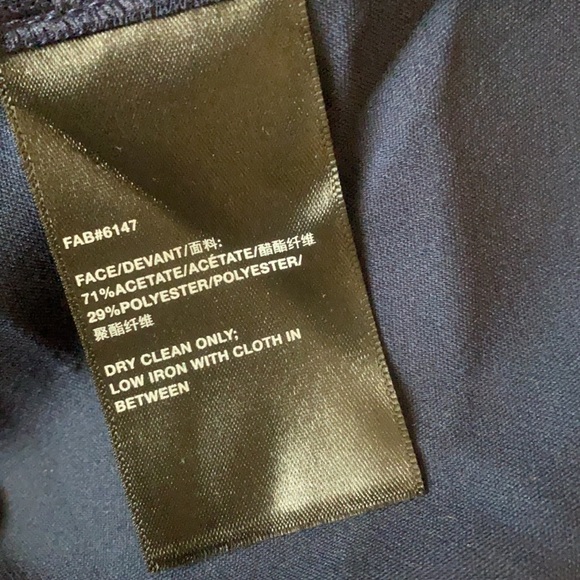 FAB#6147
FACE/DEVANT/面料:
71%ACETATE/ACÉTATE/醋酯纤维
29%POLYESTER/POLYESTER/
聚酯纤维
DRY CLEAN ONLY;
LOW IRON WITH CLOTH IN
BETWEEN